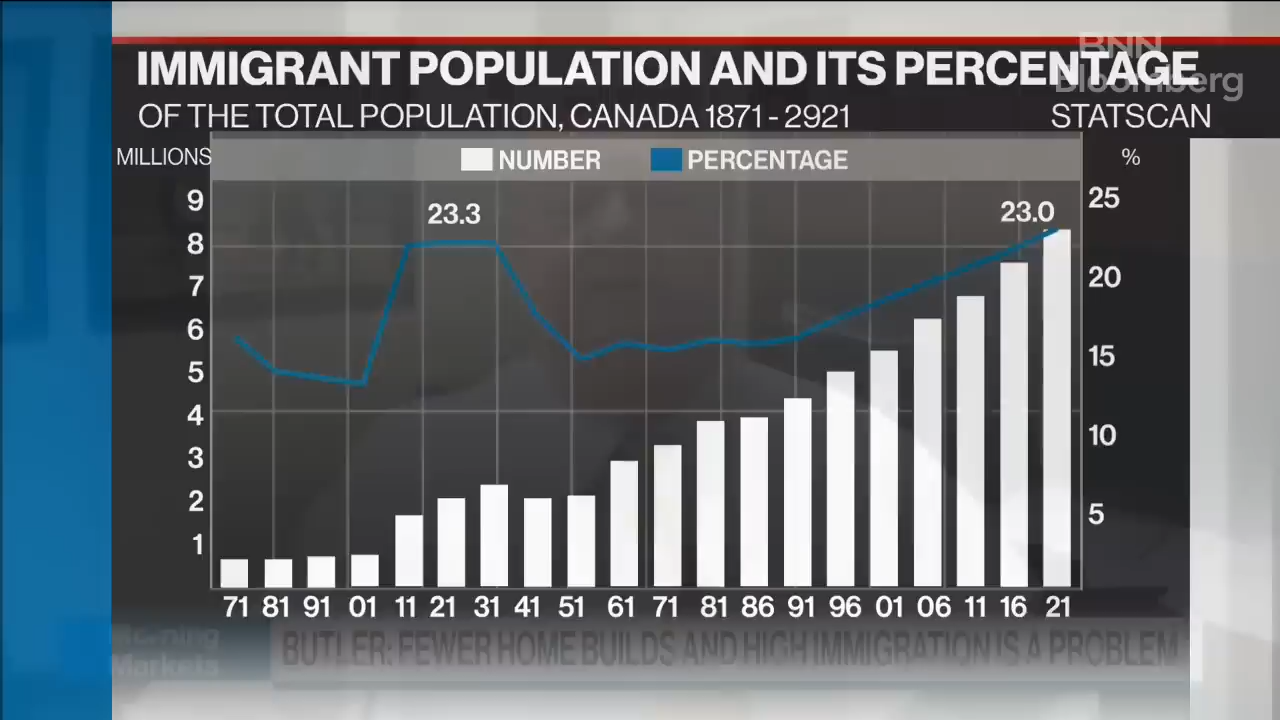 BNN
Bloomberg
IMMIGRANT POPULATION AND ITS PERCENTAGE
OF THE TOTAL POPULATION, CANADA 1871 - 2921 STATSCAN
MILLIONS NUMBER PERCENTAGE %
9
8
7
6
5
4
3
2
1
23.3 23.0
25
20
15
10
5
71 81 91 01 11 21 31 41 51 61 71 81 86 91 96 01 06 11 16 21
Morning
Markets
BUTLER: FEWER HOME BUILDS AND HIGH IMMIGRATION IS A PROBLEM